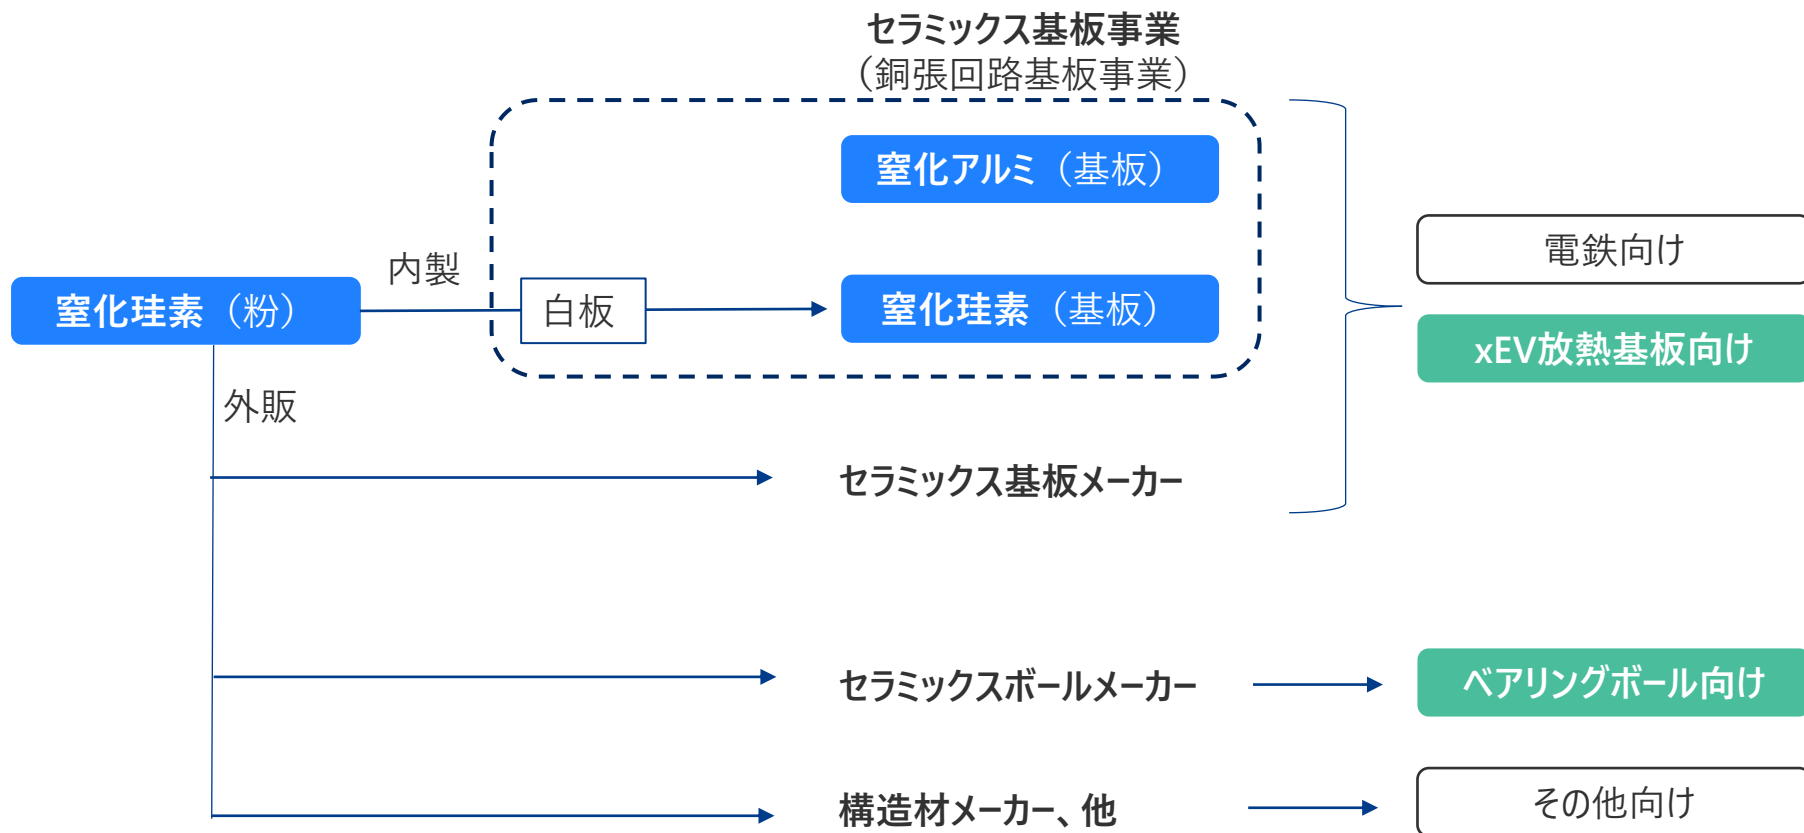 セラミックス基板事業
（銅張回路基板事業）
窒化アルミ（基板）
電鉄向け
内製
窒化珪素（粉）
白板
窒化珪素（基板）
xEV放熱基板向け
外販
セラミックス基板メーカー
セラミックスボールメーカー
ベアリングボール向け
構造材メーカー、他
その他向け